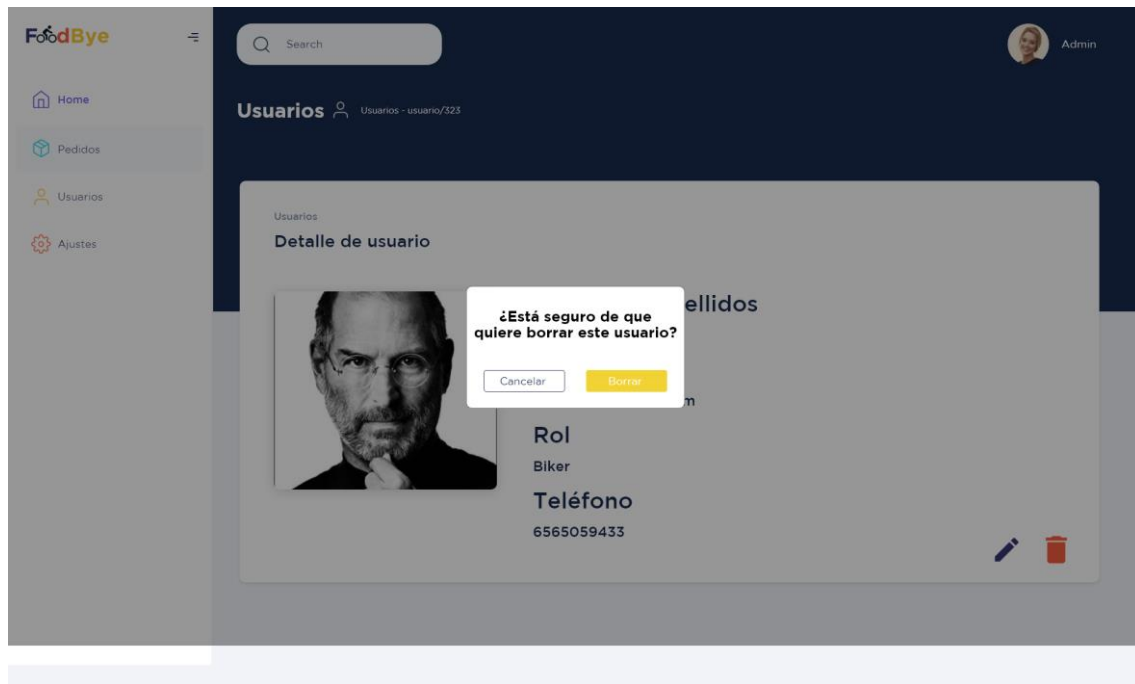 FoodBye
Search
Admin
Home
Usuarios
Usuarios - usuario/323
Pedidos
Usuarios
Ajustes
Usuarios
Detalle de usuario
ellidos
¿Está seguro de que
quiere borrar este usuario?
Cancelar
Borrar
m
Rol
Biker
Teléfono
6565059433